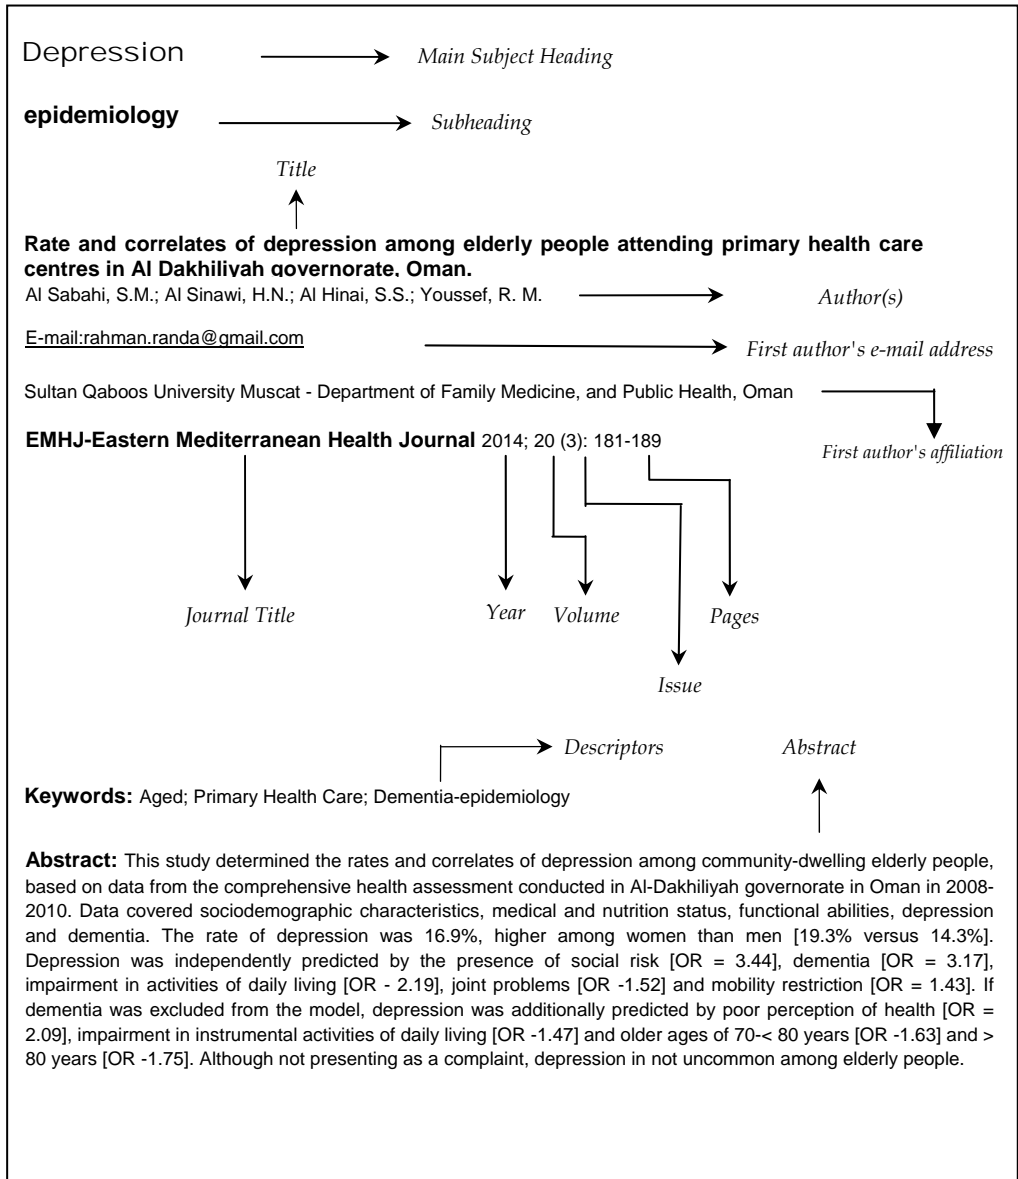 Depression
Main Subject Heading
epidemiology
Subheading
Title
Rate and correlates of depression among elderly people attending primary health care
centres in Al Dakhiliyah governorate, Oman.
Al Sabahi, S.M.; Al Sinawi, H.N.; Al Hinai, S.S.; Youssef, R. M.
Author(s)
E-mail:rahman.randa@gmail.com
First author's e-mail address
Sultan Qaboos University Muscat - Department of Family Medicine, and Public Health, Oman
EMHJ-Eastern Mediterranean Health Journal 2014; 20 (3): 181-189
First author's affiliation
Journal Title
Year
Volume
Pages
Issue
Descriptors
Abstract
Keywords: Aged; Primary Health Care; Dementia-epidemiology
Abstract: This study determined the rates and correlates of depression among community-dwelling elderly people,
based on data from the comprehensive health assessment conducted in Al-Dakhiliyah governorate in Oman in 2008-
2010. Data covered sociodemographic characteristics, medical and nutrition status, functional abilities, depression
and dementia. The rate of depression was 16.9%, higher among women than men [19.3% versus 14.3%].
Depression was independently predicted by the presence of social risk [OR = 3.44], dementia [OR = 3.17],
impairment in activities of daily living [OR - 2.19], joint problems [OR -1.52] and mobility restriction [OR = 1.43]. If
dementia was excluded from the model, depression was additionally predicted by poor perception of health [OR =
2.09], impairment in instrumental activities of daily living [OR -1.47] and older ages of 70-< 80 years [OR -1.63] and >
80 years [OR -1.75]. Although not presenting as a complaint, depression in not uncommon among elderly people.